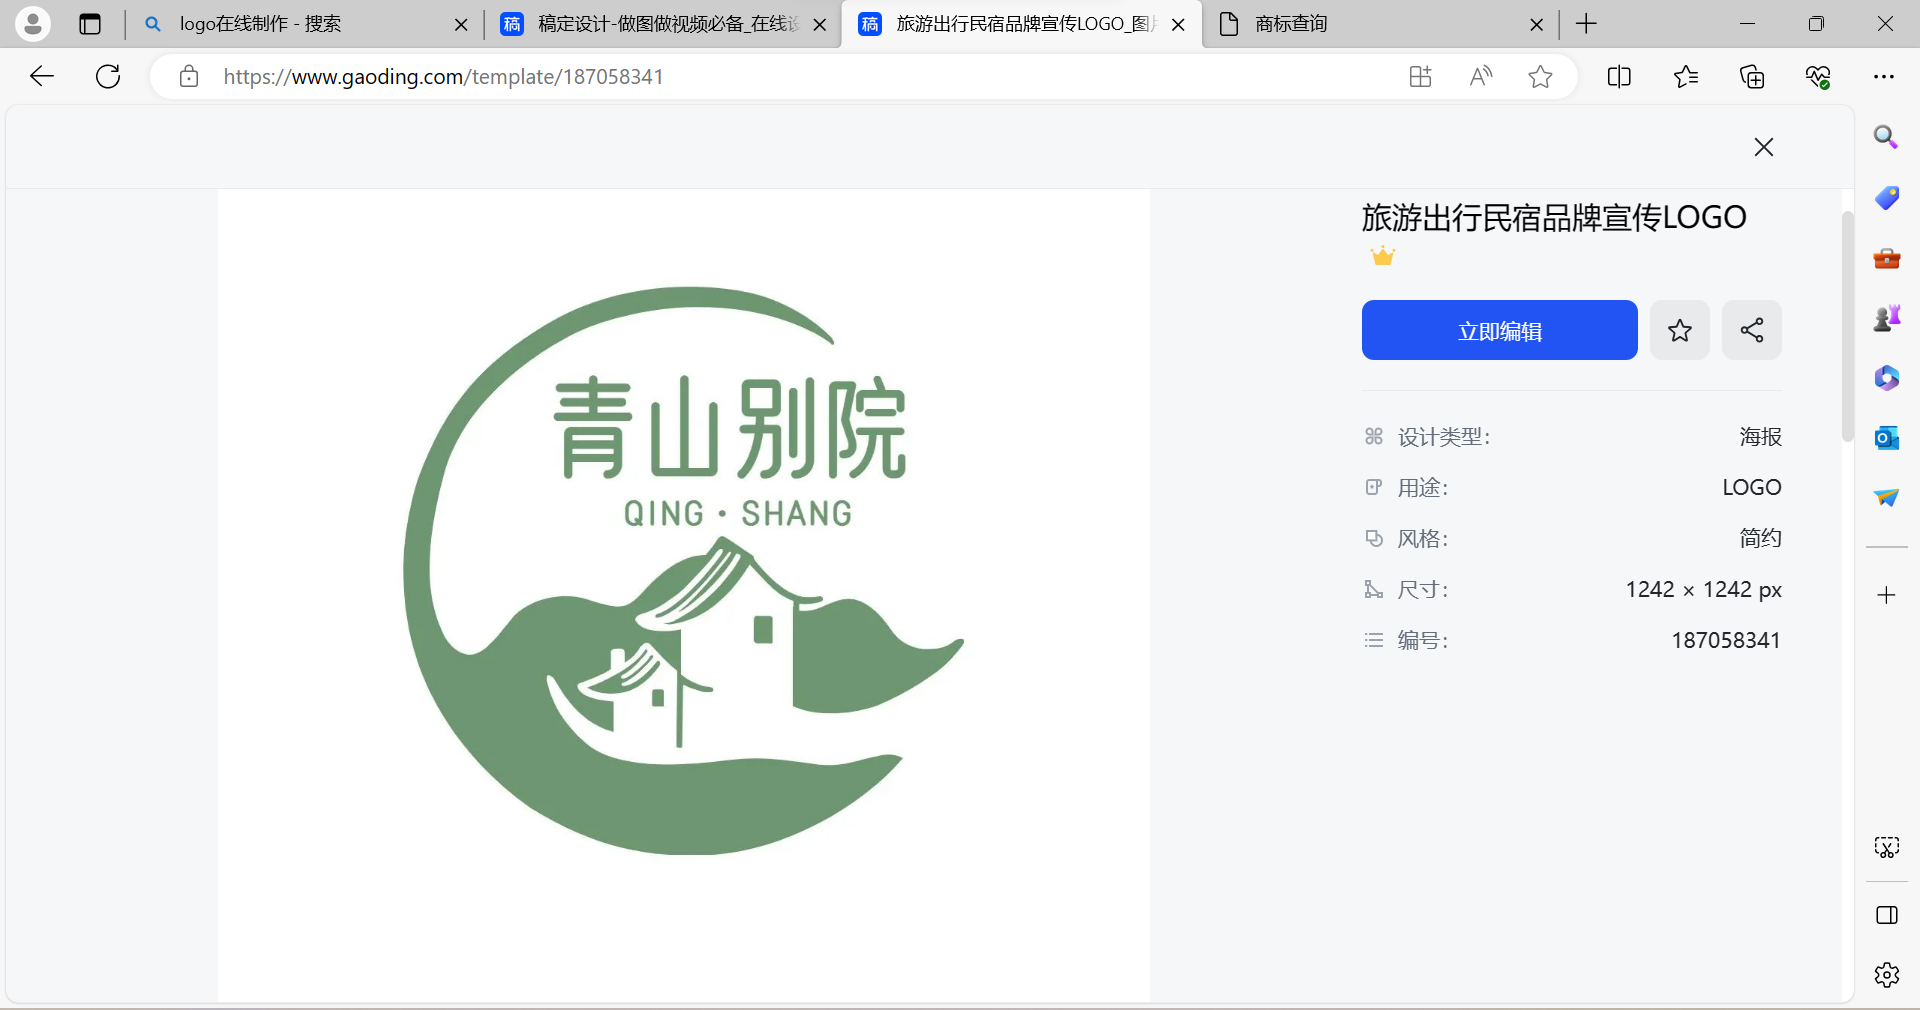 logo在线制作 - 搜索
稿 稿定设计-做图做视频必备_在线设
稿 旅游出行民宿品牌宣传LOGO_图片
商标查询
https://www.gaoding.com/template/187058341
旅游出行民宿品牌宣传LOGO
立即编辑
青山别院
QING·SHANG
设计类型: 海报
用途: LOGO
风格: 简约
尺寸: 1242 × 1242 px
编号: 187058341